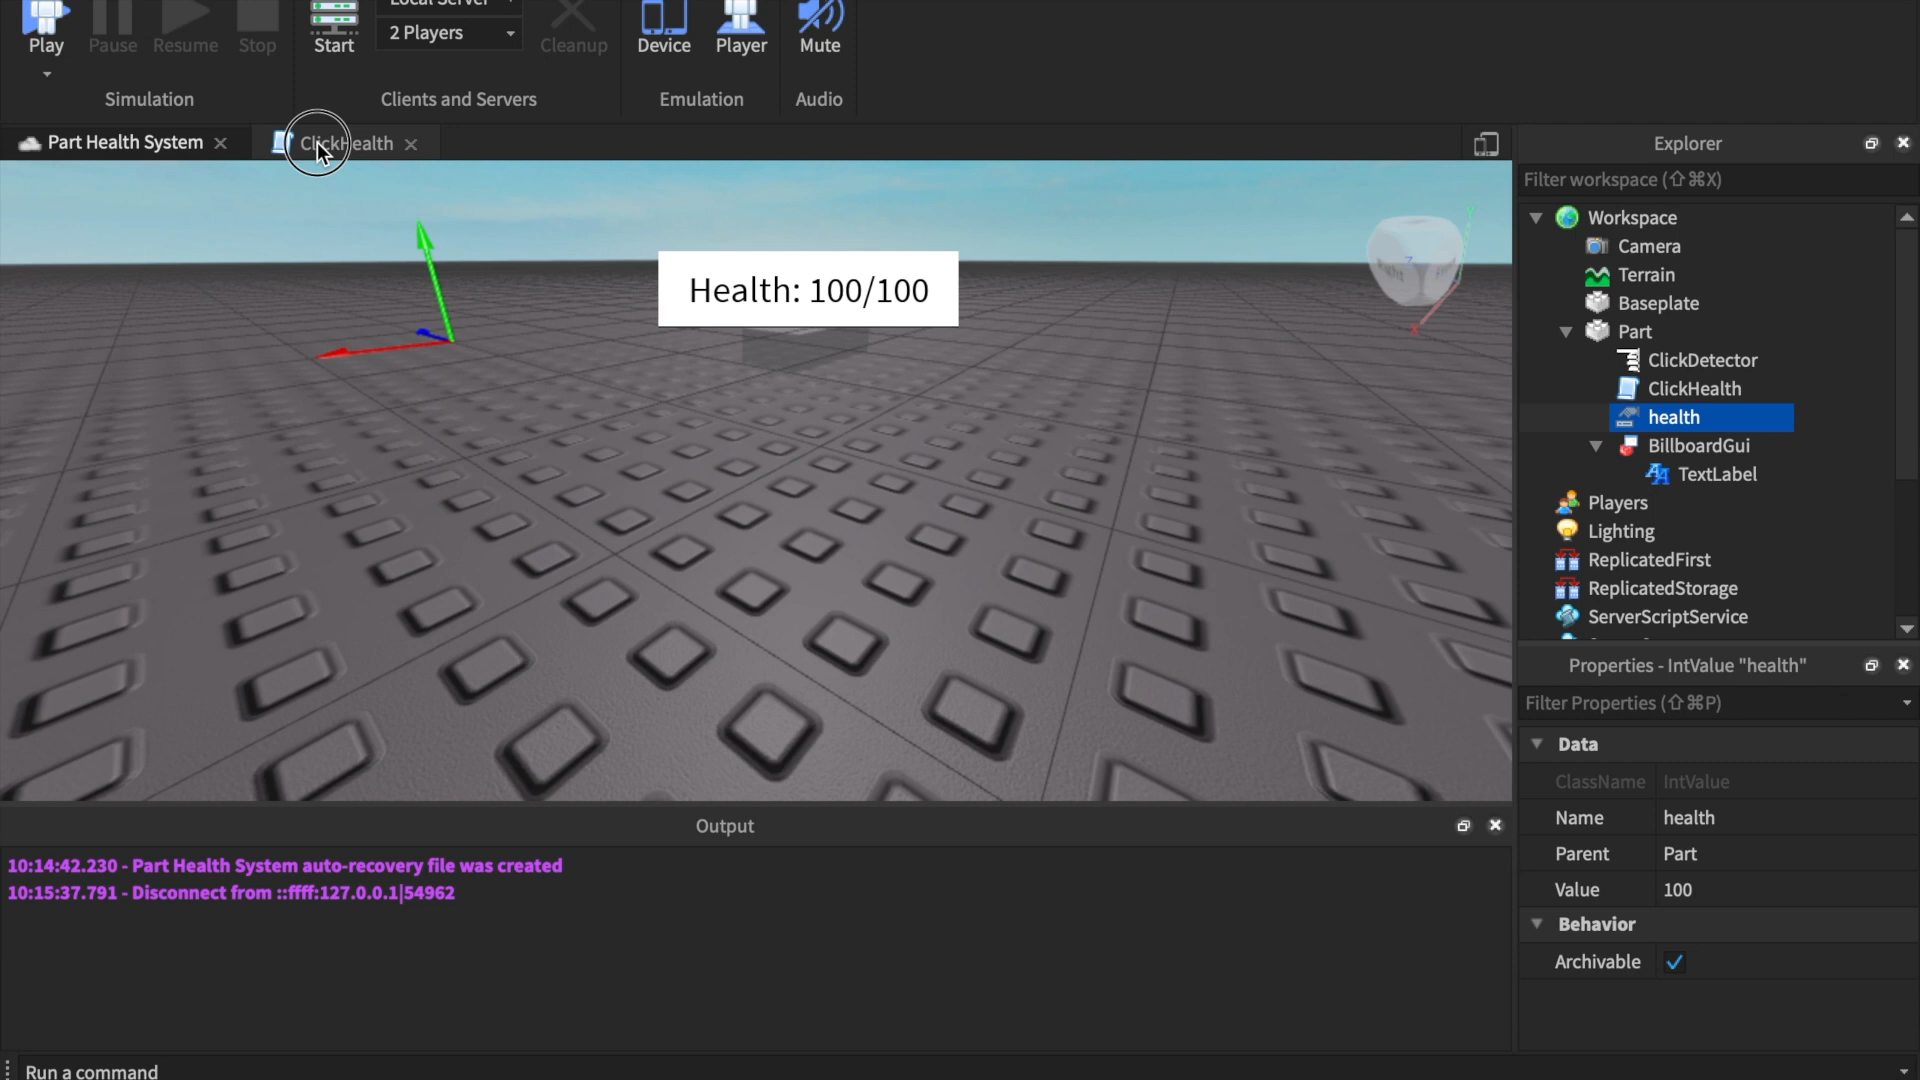 Local Server
Play
Pause
Resume
Stop
Start
2 Players
Cleanup
Device
Player
Mute
Simulation
Clients and Servers
Emulation
Audio
Part Health System
ClickHealth
Health: 100/100
Explorer
Filter workspace (⇧⌘X)
Workspace
Camera
Terrain
Baseplate
Part
ClickDetector
ClickHealth
health
BillboardGui
TextLabel
Players
Lighting
ReplicatedFirst
ReplicatedStorage
ServerScriptService
Properties - IntValue "health"
Filter Properties (⇧⌘P)
Data
ClassName IntValue
Name health
Parent Part
Value 100
Behavior
Archivable
Output
10:14:42.230 - Part Health System auto-recovery file was created
10:15:37.791 - Disconnect from ::ffff:127.0.0.1|54962
Run a command